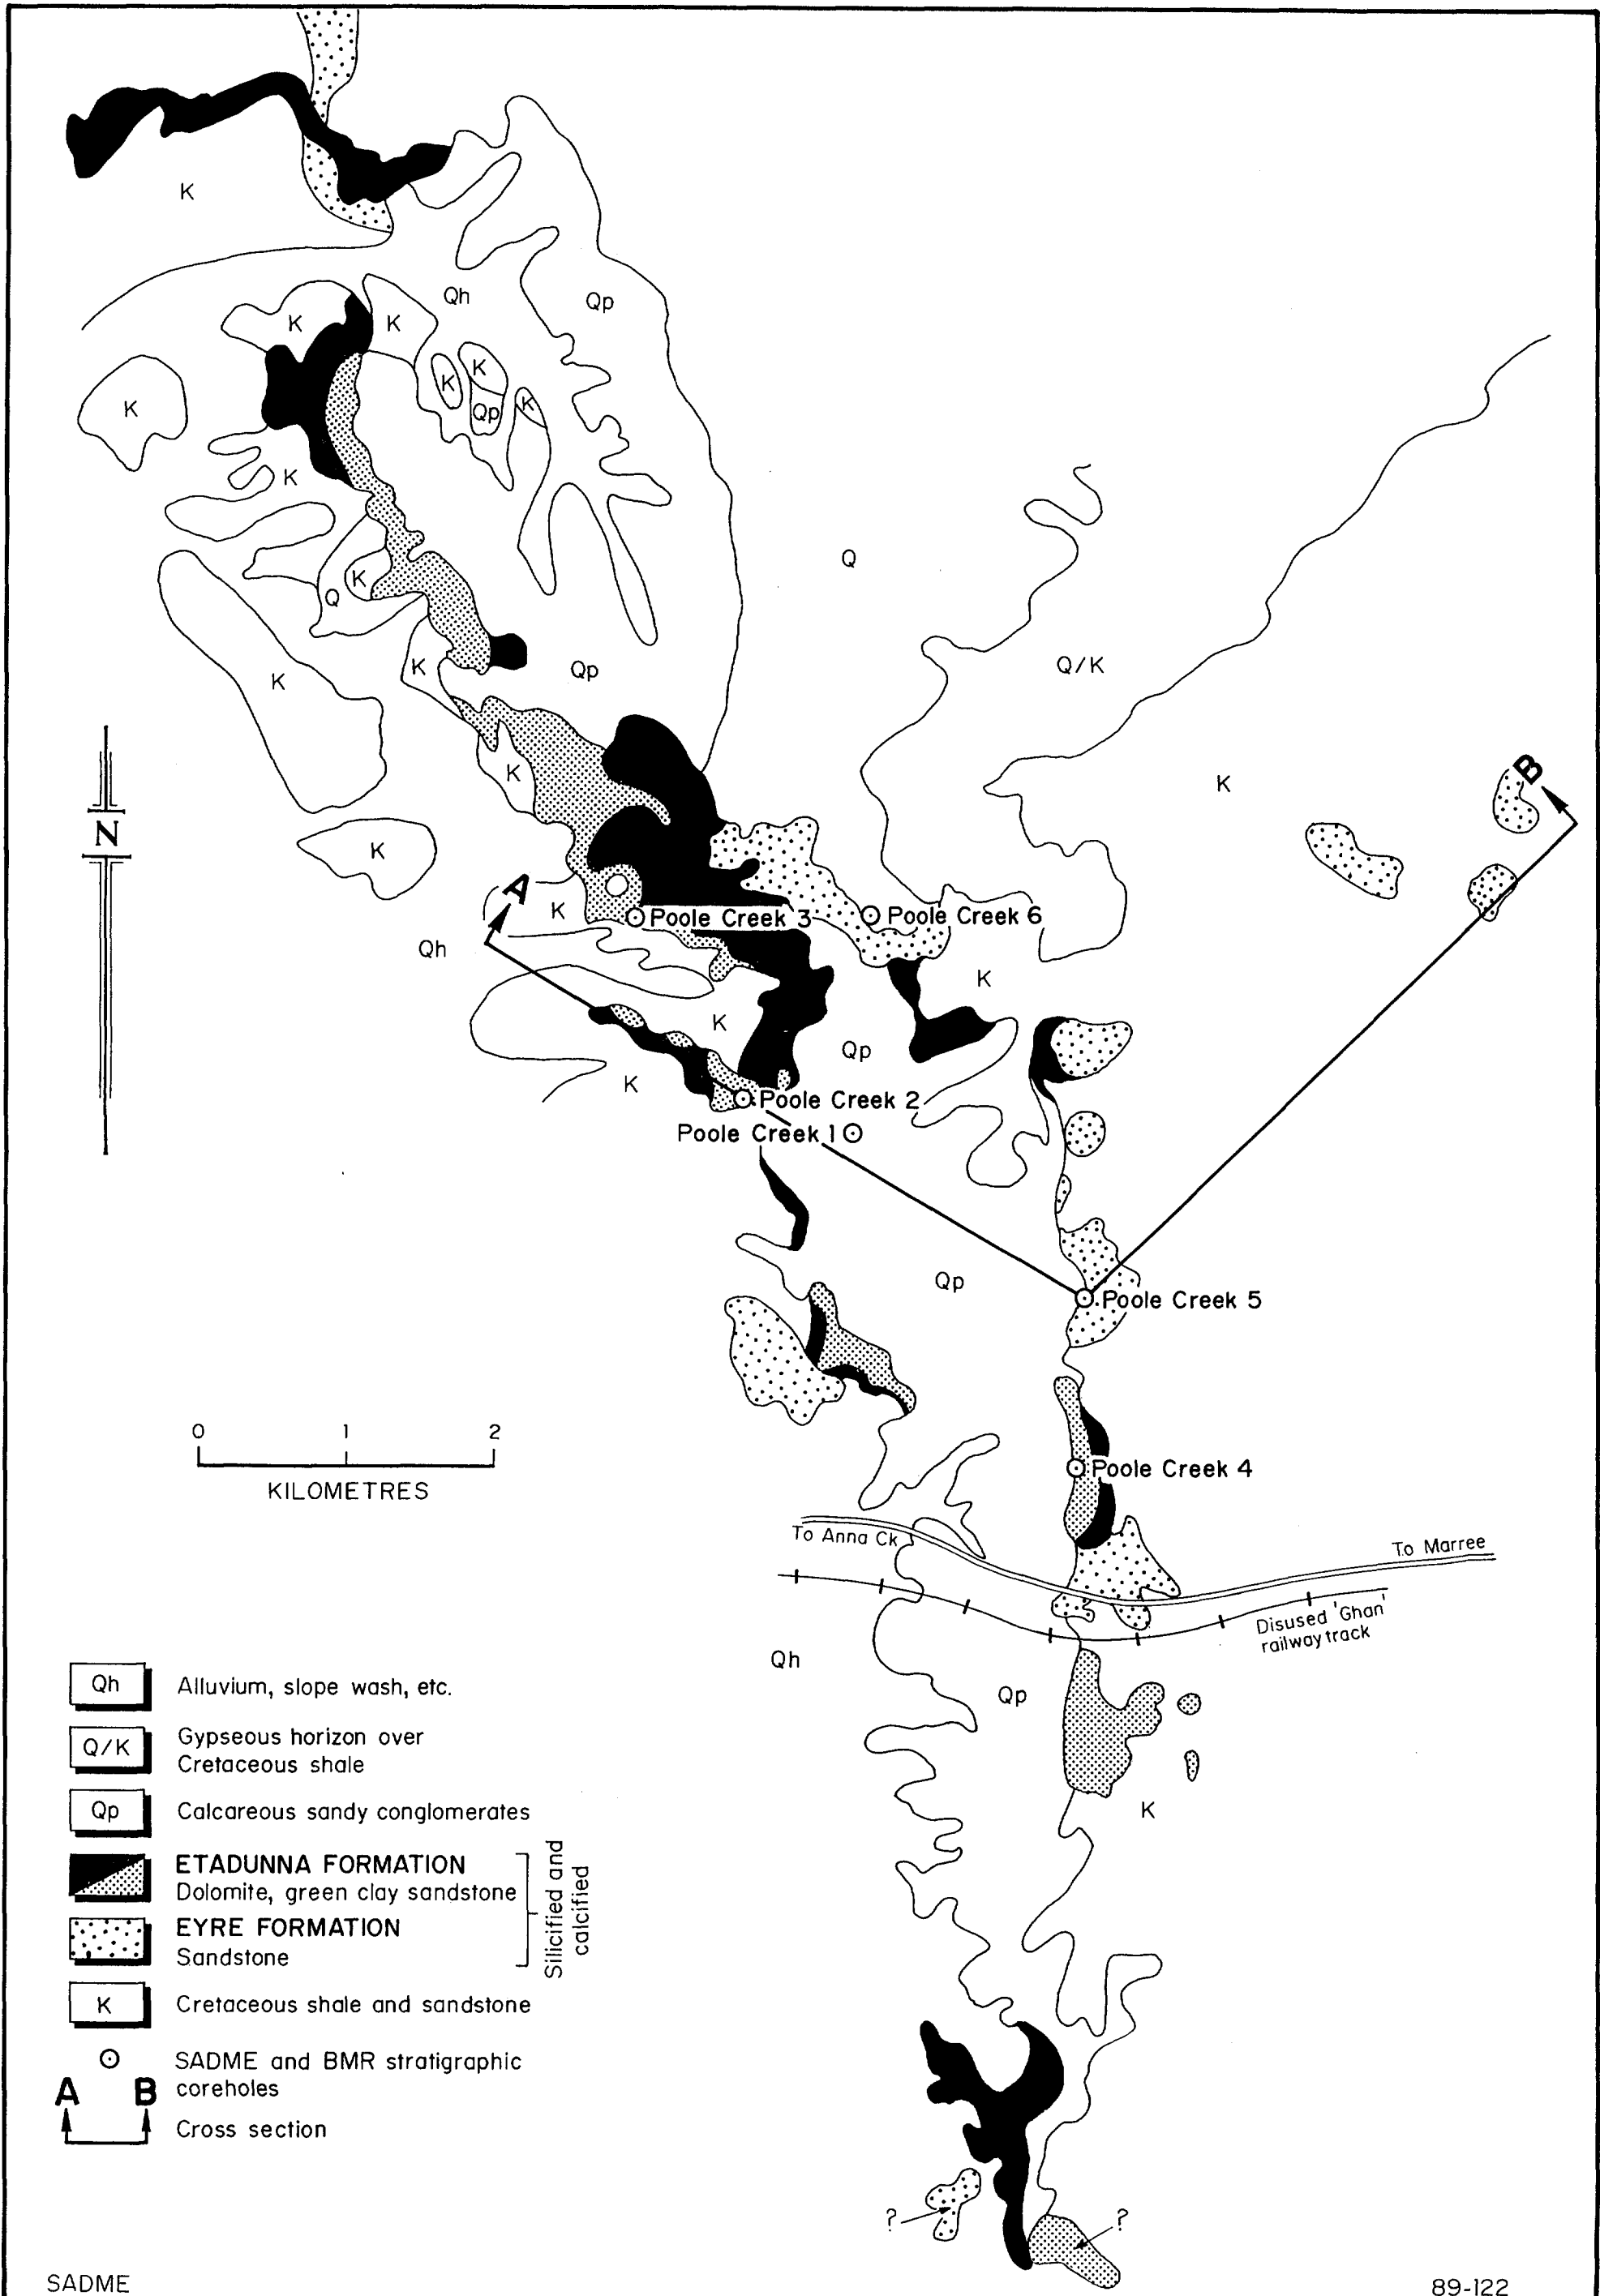 K
Qh
Qp
K
K
K
K
K
Qp
K
K
Q
K
Q
K
Qp
Q/K
K
K
K
B
K
N
K
A
K
Poole Creek 3
Poole Creek 6
Qh
K
K
Qp
K
Poole Creek 2
Poole Creek 1
Qp
Poole Creek 5
0 1 2
KILOMETRES
Poole Creek 4
To Anna Ck
To Marree
Disused 'Ghan'
railway track
Qh
Qp
K
Qh Alluvium, slope wash, etc.
Q/K Gypseous horizon over
Cretaceous shale
Qp Calcareous sandy conglomerates
ETADUNNA FORMATION
Dolomite, green clay sandstone
EYRE FORMATION
Sandstone
Silicified and
calcified
K Cretaceous shale and sandstone
SADME and BMR stratigraphic
coreholes
A B
Cross section
?
?
SADME
89-122